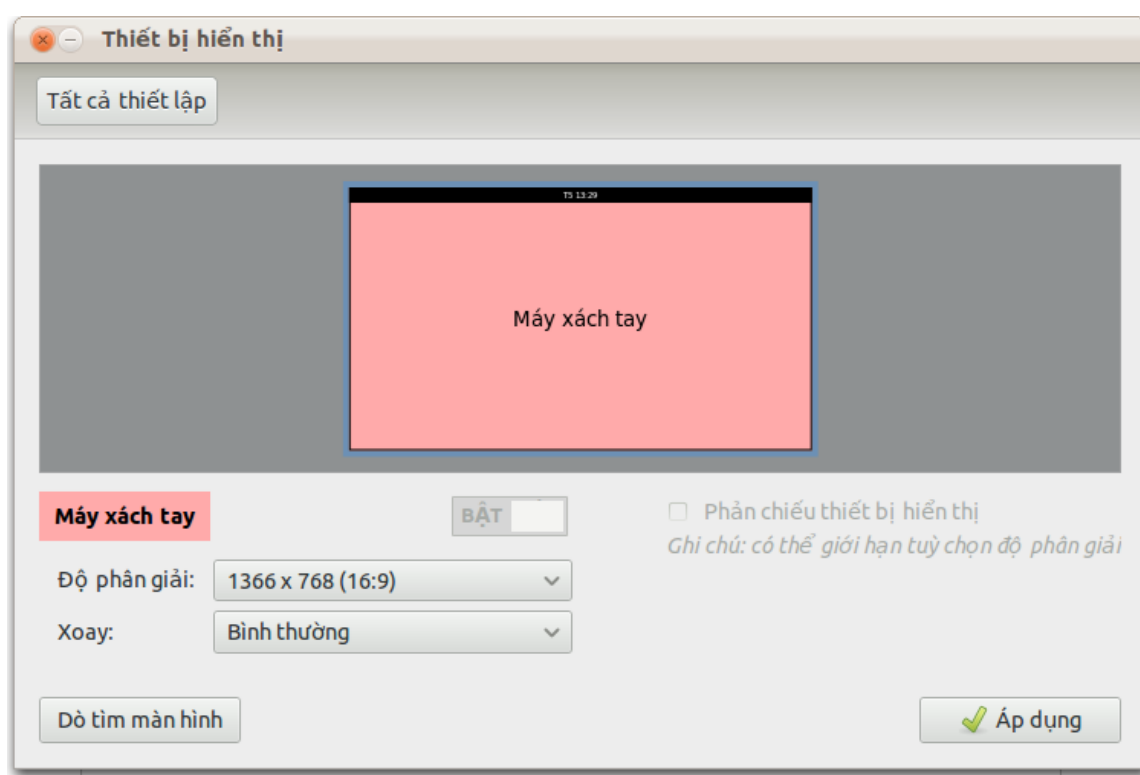 Thiết bị hiển thị
Tất cả thiết lập
T5 13:29
Máy xách tay
Máy xách tay
BẬT
Phản chiếu thiết bị hiển thị
Ghi chú: có thể giới hạn tuỳ chọn độ phân giải
Độ phân giải:
1366 x 768 (16:9)
Xoay:
Bình thường
Dò tìm màn hình
Áp dụng